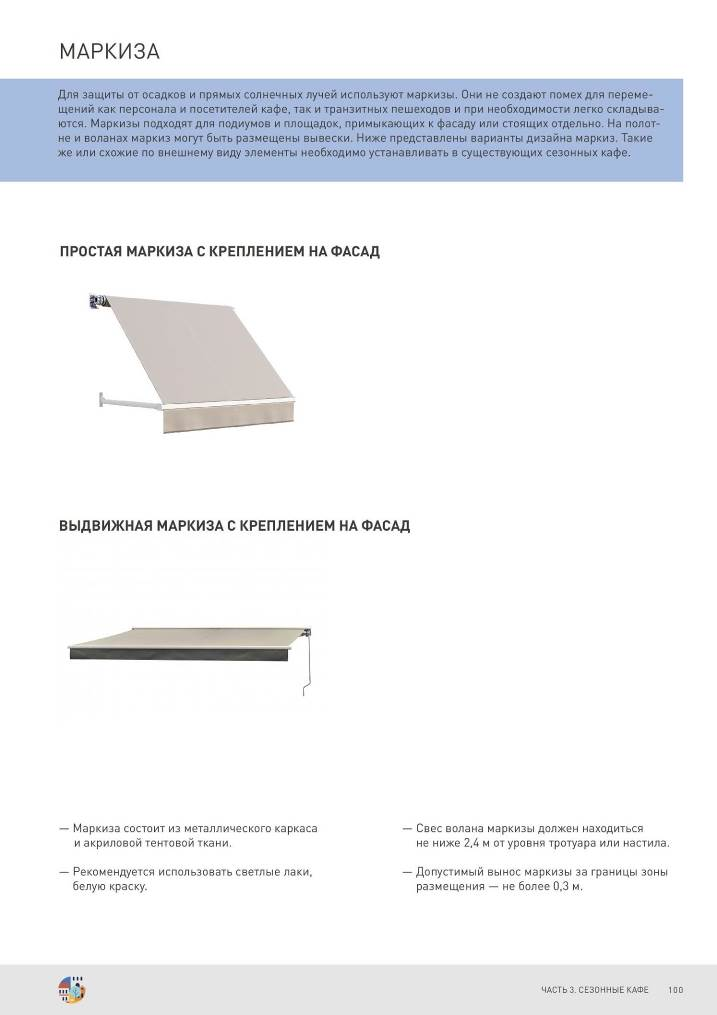 МАРКИЗА
Для защиты от осадков и прямых солнечных лучей используют маркизы. Они не создают помех для переме-
щений как персонала и посетителей кафе, так и транзитных пешеходов и при необходимости легко складыва-
ются. Маркизы подходят для подиумов и площадок, примыкающих к фасаду или стоящих отдельно. На полот-
не и воланах маркиз могут быть размещены вывески. Ниже представлены варианты дизайна маркиз. Такие
же или схожие по внешнему виду элементы необходимо устанавливать в существующих сезонных кафе.
ПРОСТАЯ МАРКИЗА С КРЕПЛЕНИЕМ НА ФАСАД
ВЫДВИЖНАЯ МАРКИЗА С КРЕПЛЕНИЕМ НА ФАСАД
— Маркиза состоит из металлического каркаса
и акриловой тентовой ткани.
— Рекомендуется использовать светлые лаки,
белую краску.
— Свес волана маркизы должен находиться
не ниже 2,4 м от уровня тротуара или настила.
— Допустимый вынос маркизы за границы зоны
размещения — не более 0,3 м.
ЧАСТЬ 3. СЕЗОННЫЕ КАФЕ 100